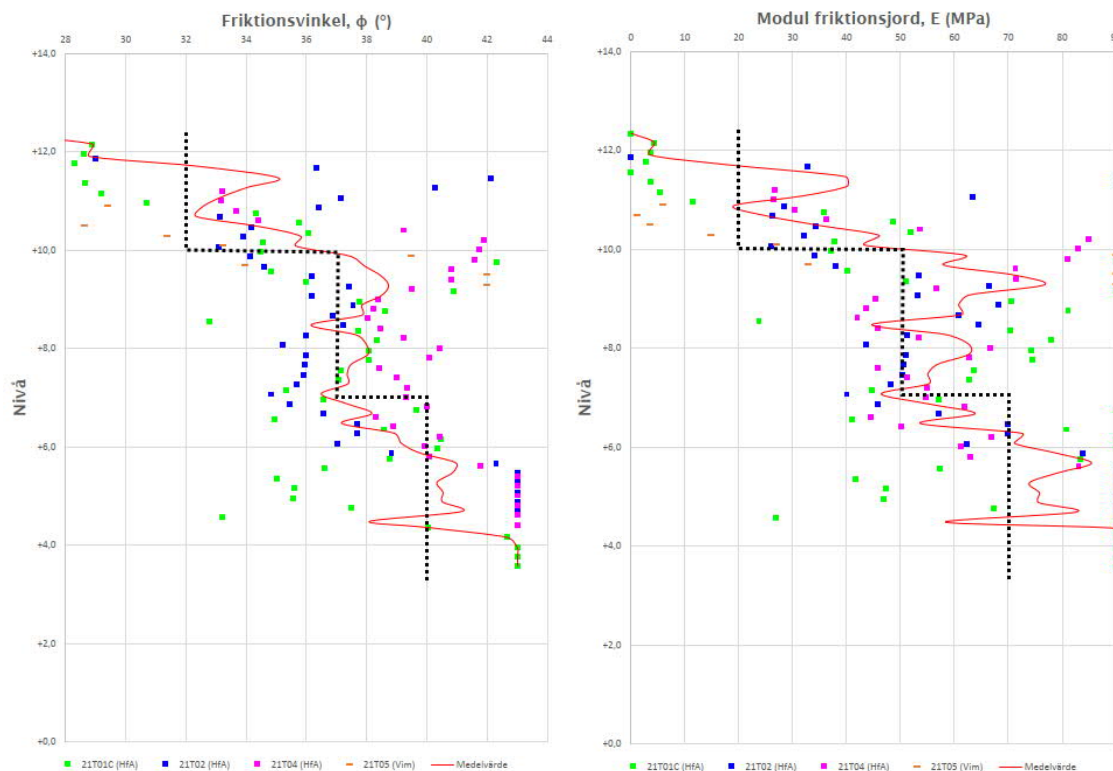 Friktionsvinkel, ϕ (°)
28 30 32 34 36 38 40 42 44
+14,0
+12,0
+10,0
+8,0
+6,0
+4,0
+2,0
+0,0
Nivå
21T01C (HfA) 21T02 (HfA) 21T04 (HfA) 21T05 (Vim) Medelvärde
Modul friktionsjord, E (MPa)
0 10 20 30 40 50 60 70 80 9
+14,0
+12,0
+10,0
+8,0
+6,0
+4,0
+2,0
+0,0
Nivå
21T01C (HfA) 21T02 (HfA) 21T04 (HfA) 21T05 (Vim) Medelvärde